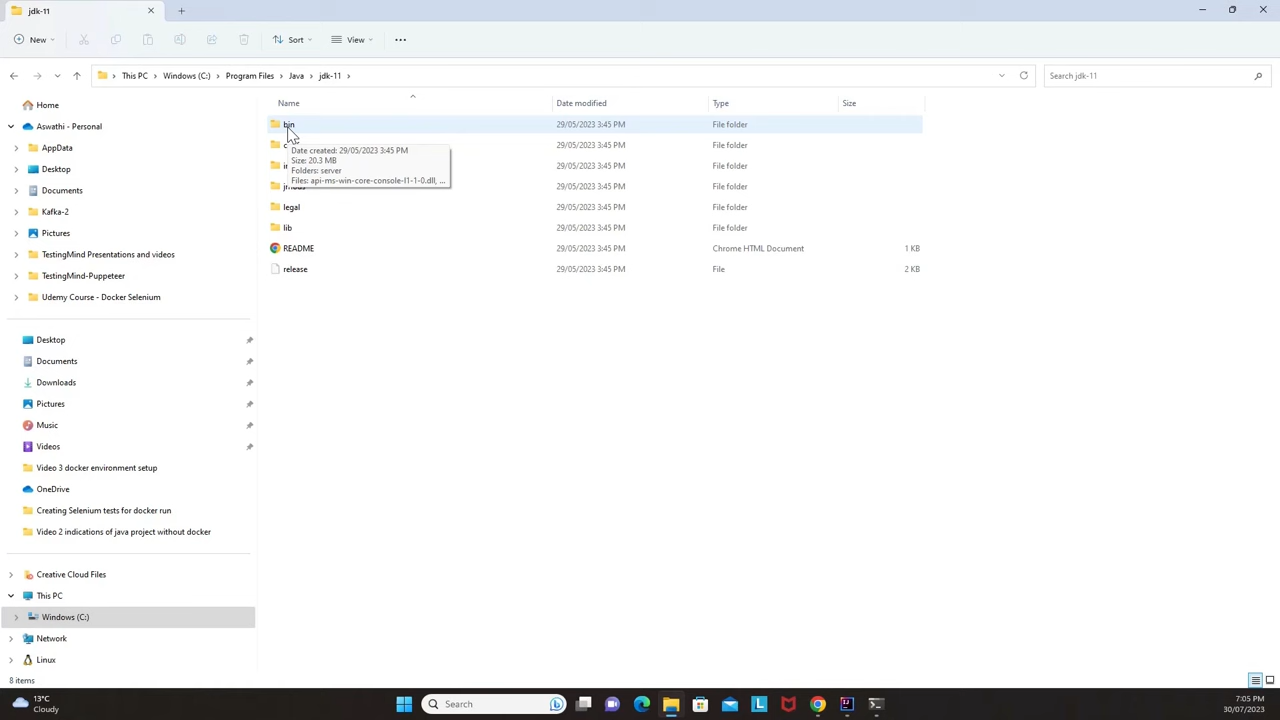 jdk-11
New
Sort
View
This PC
Windows (C:)
Program Files
Java
jdk-11
Search jdk-11
Name
Date modified
Type
Size
Home
Aswathi - Personal
AppData
Desktop
Documents
Kafka-2
Pictures
TestingMind Presentations and videos
TestingMind-Puppeteer
Udemy Course - Docker Selenium
Desktop
Documents
Downloads
Pictures
Music
Videos
Video 3 docker environment setup
OneDrive
Creating Selenium tests for docker run
Video 2 indications of java project without docker
Creative Cloud Files
This PC
Windows (C:)
Network
Linux
bin 29/05/2023 3:45 PM File folder
29/05/2023 3:45 PM File folder
29/05/2023 3:45 PM File folder
29/05/2023 3:45 PM File folder
legal 29/05/2023 3:45 PM File folder
lib 29/05/2023 3:45 PM File folder
README 29/05/2023 3:45 PM Chrome HTML Document 1 KB
release 29/05/2023 3:45 PM File 2 KB
Date created: 29/05/2023 3:45 PM
Size: 20.3 MB
Folders: server
Files: api-ms-win-core-console-l1-1-0.dll, ...
8 items
13°C
Cloudy
Search
7:05 PM
30/07/2023